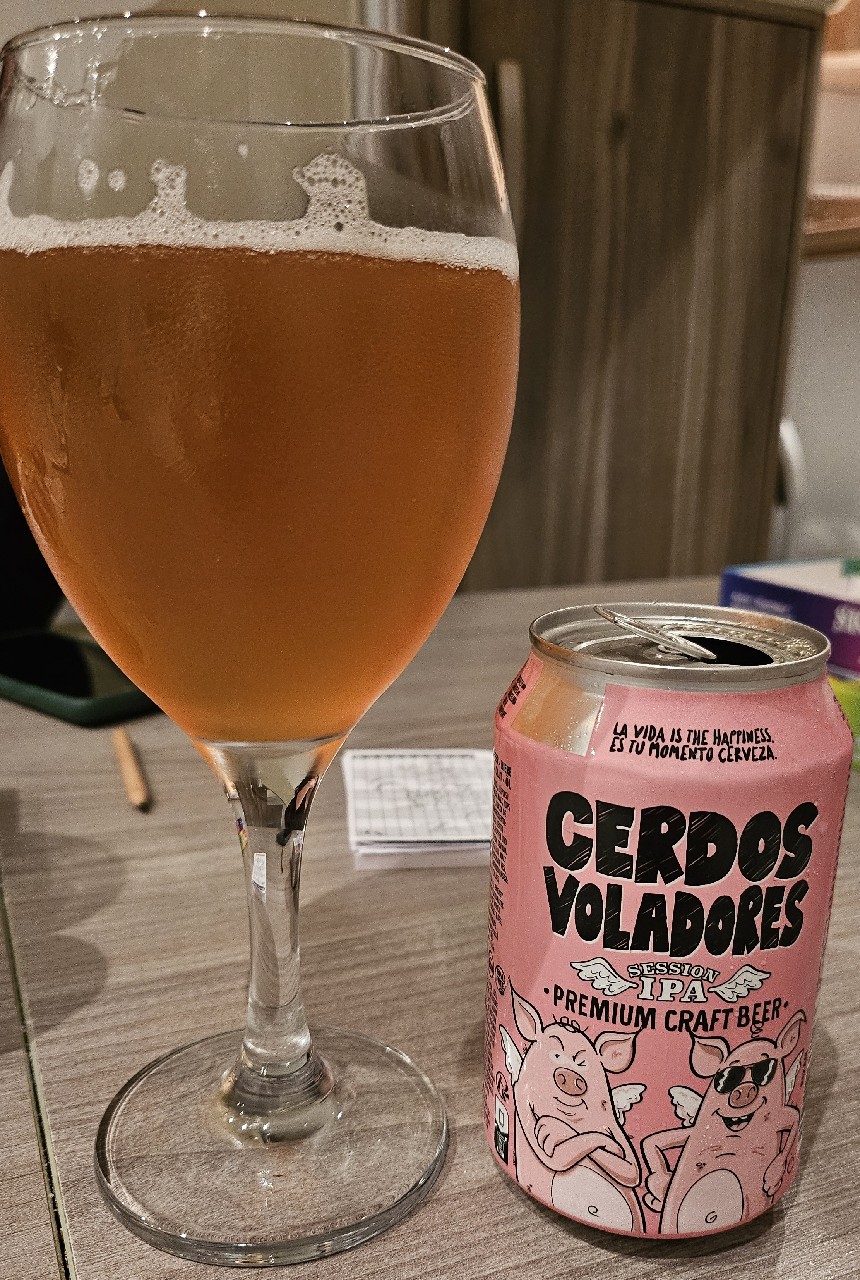 LA VIDA IS THE HAPPINESS.
ES TU MOMENTO CERVEZA.
CERDOS
VOLADORES
SESSION
IPA
·PREMIUM CRAFT BEER·